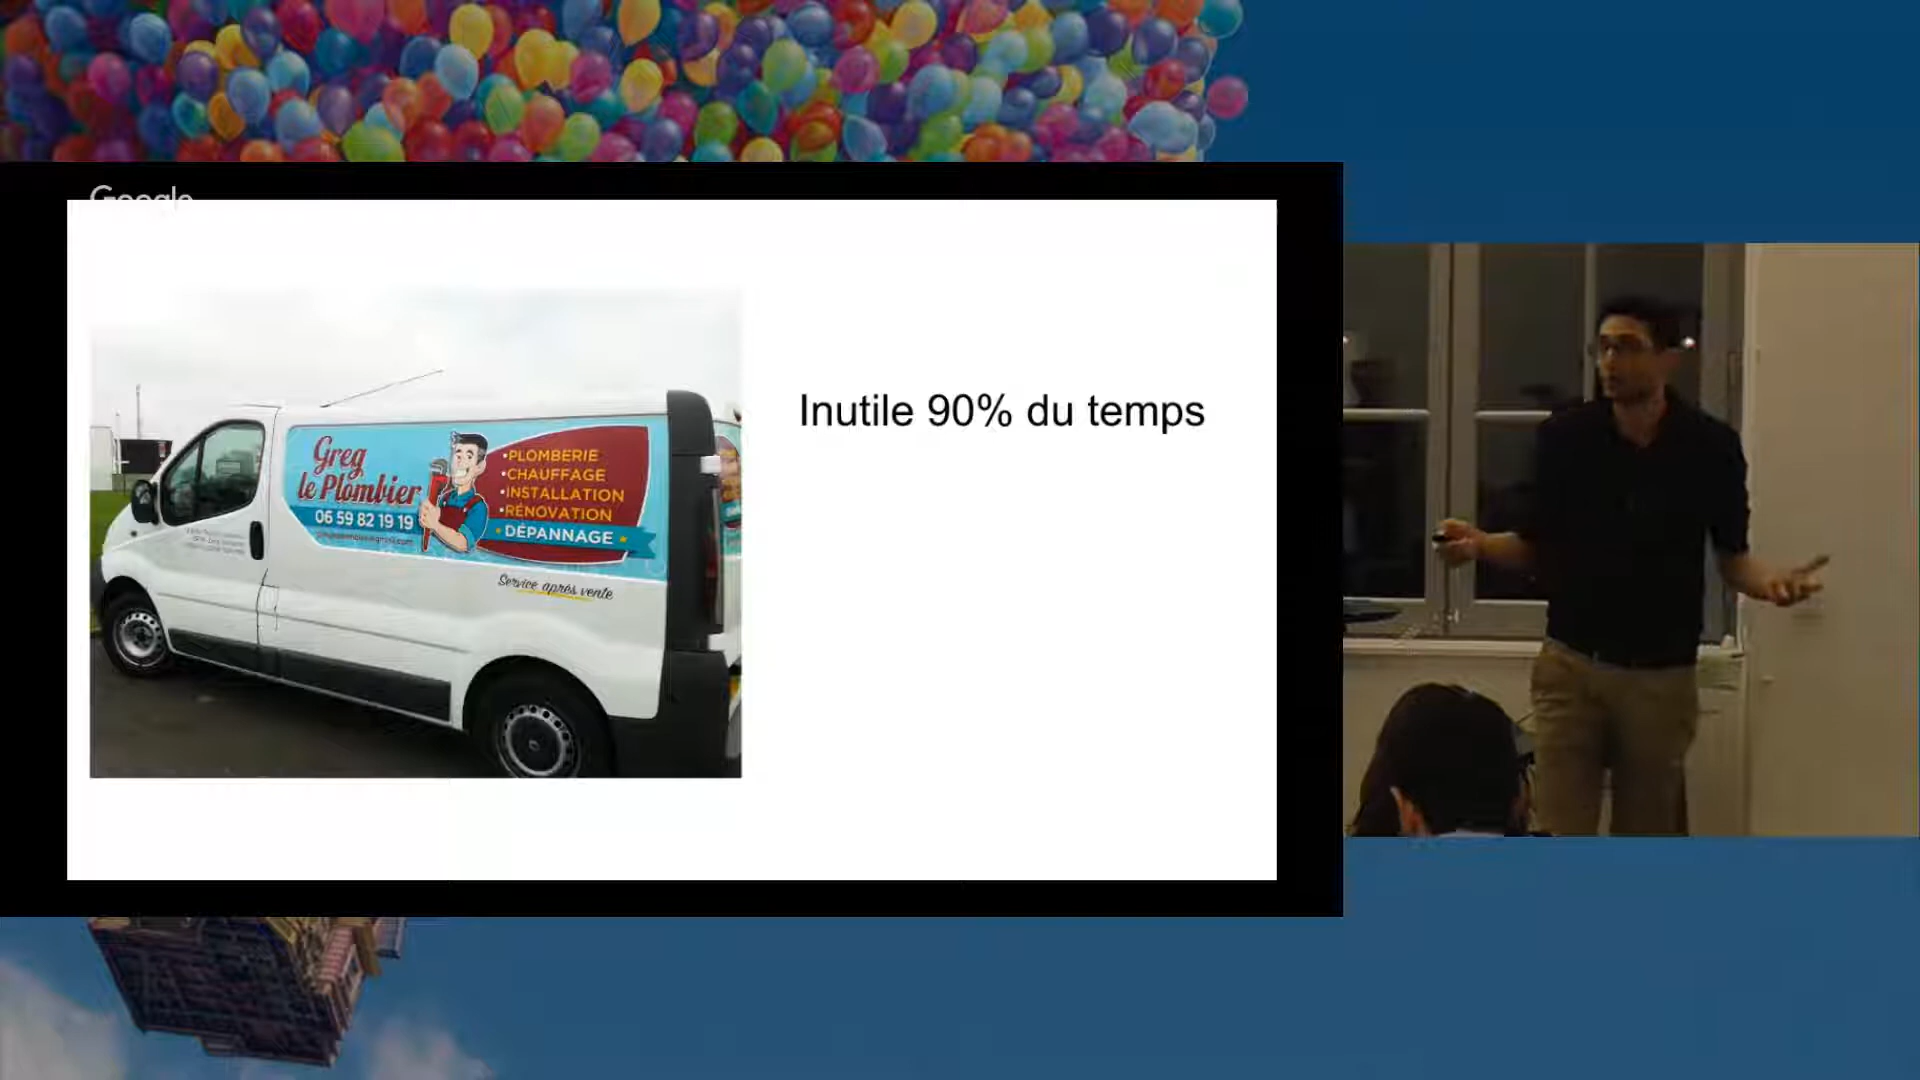 Google
Inutile 90% du temps
Greg
le Plombier
06 59 82 19 19
•PLOMBERIE
•CHAUFFAGE
•INSTALLATION
•RÉNOVATION
• DÉPANNAGE •
Service après vente